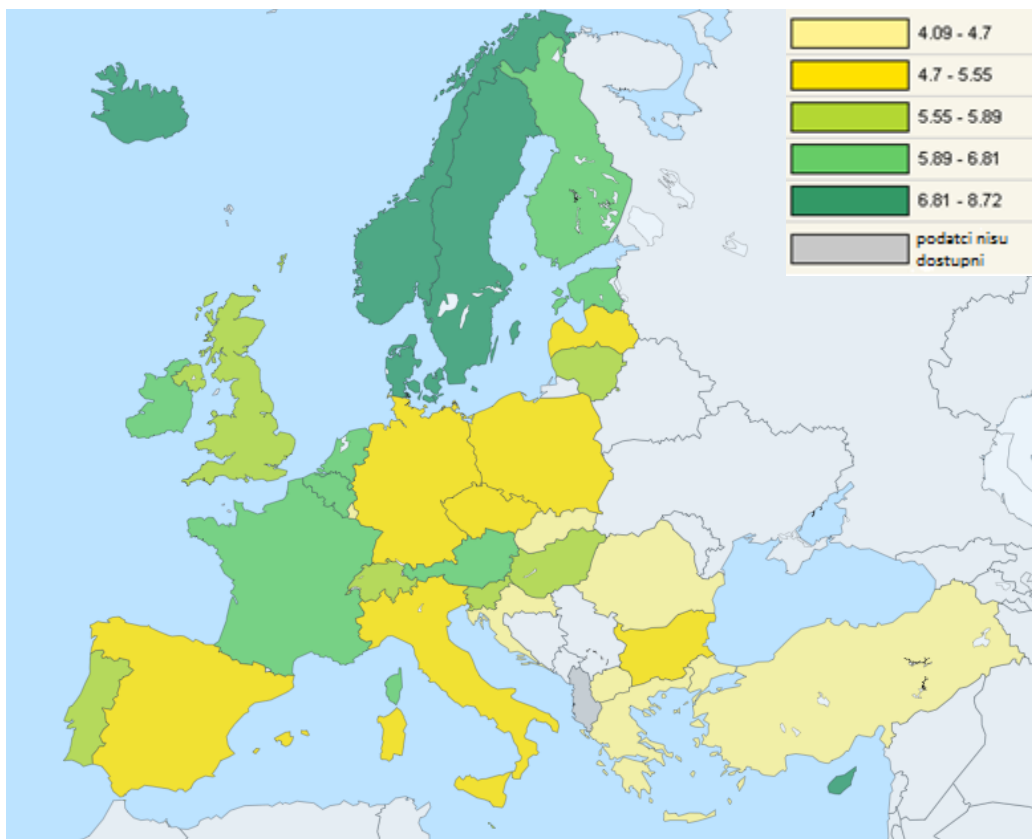 4.09 - 4.7
4.7 - 5.55
5.55 - 5.89
5.89 - 6.81
6.81 - 8.72
podatci nisu
dostupni